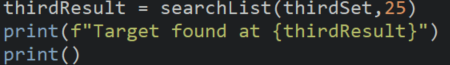 thirdResult = searchList(thirdSet,25)
print(f"Target found at {thirdResult}")
print()